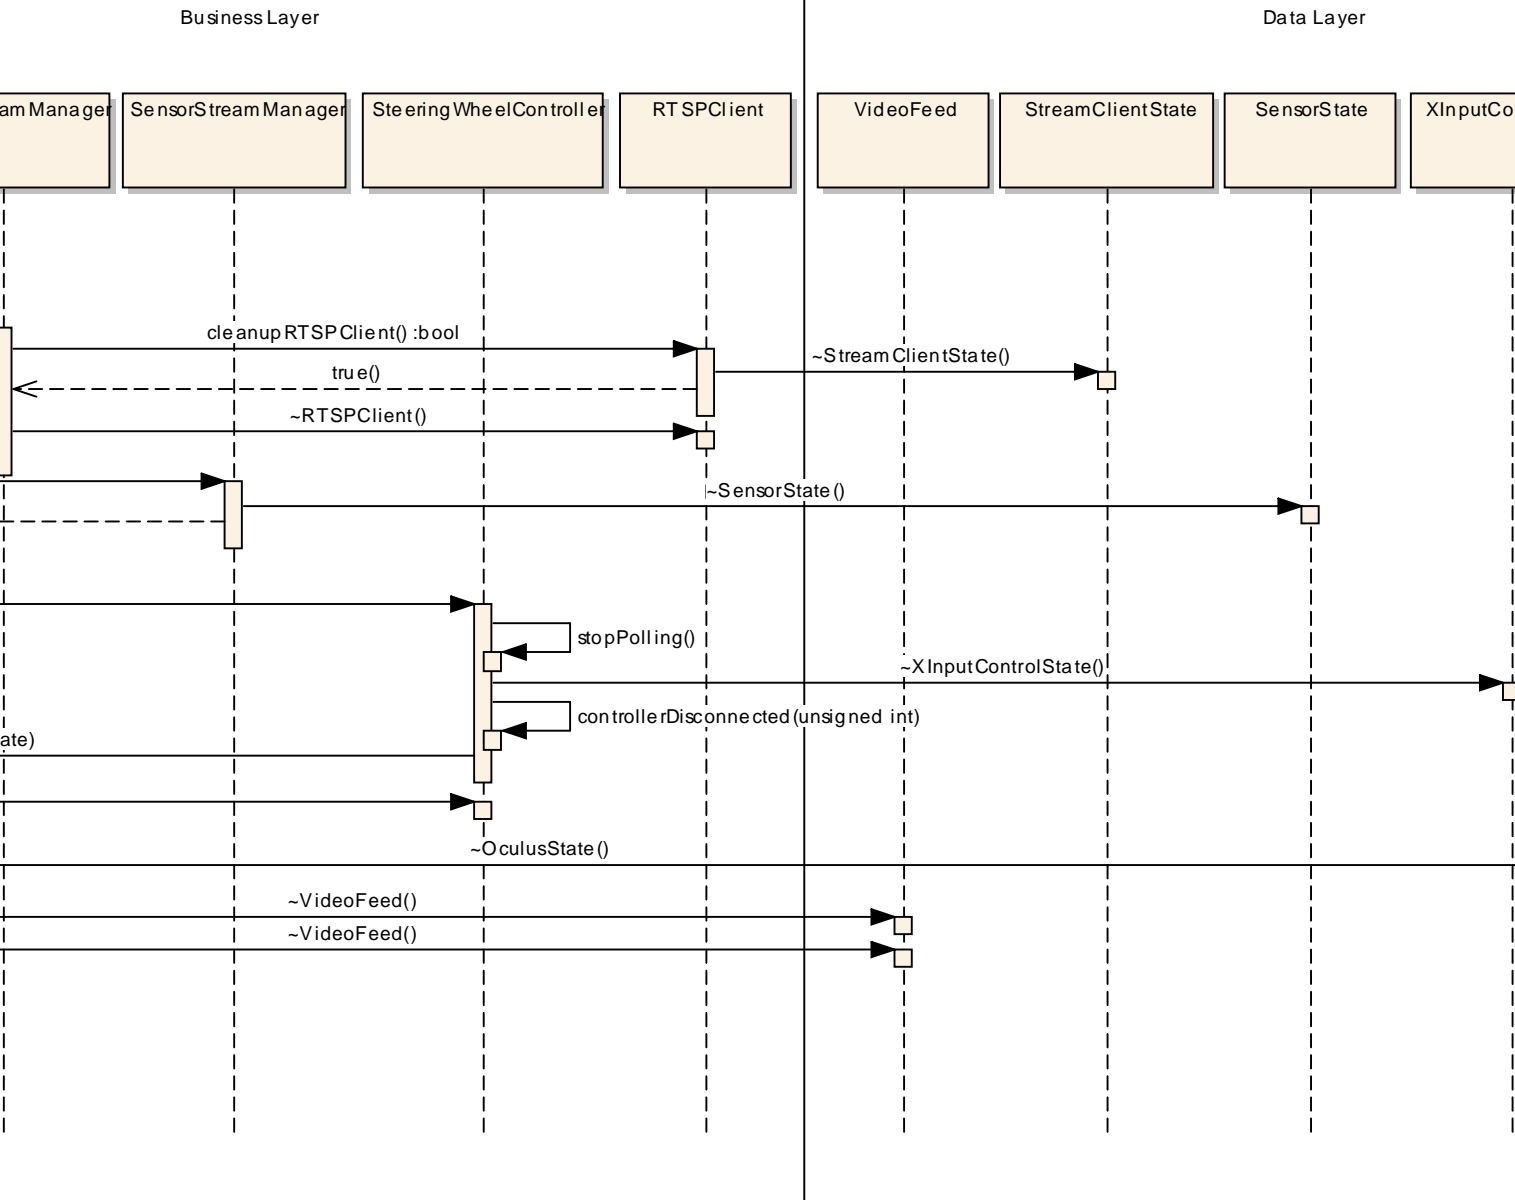 Business Layer
Data Layer
amManager
SensorStreamManager
SteeringWheelController
RTSPClient
VideoFeed
StreamClientState
SensorState
XInputCo
cleanupRTSPClient() :bool
~StreamClientState()
true()
~RTSPClient()
~SensorState()
stopPolling()
~XInputControlState()
controllerDisconnected(unsigned int)
ate)
~OculusState()
~VideoFeed()
~VideoFeed()